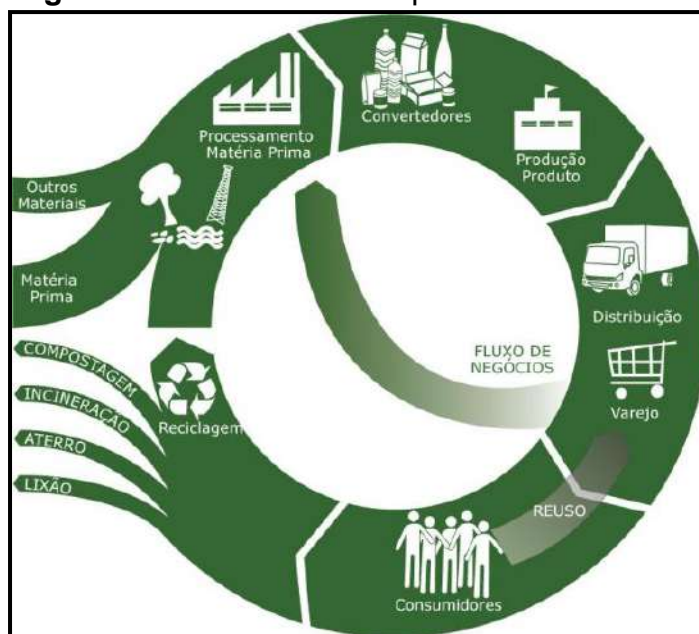 Convertedores
Processamento
Matéria Prima
Produção
Produto
Outros
Materiais
Matéria
Prima
Distribuição
FLUXO DE
NEGÓCIOS
Varejo
COMPOSTAGEM
INCINERAÇÃO
ATERRO
LIXÃO
Reciclagem
REUSO
Consumidores